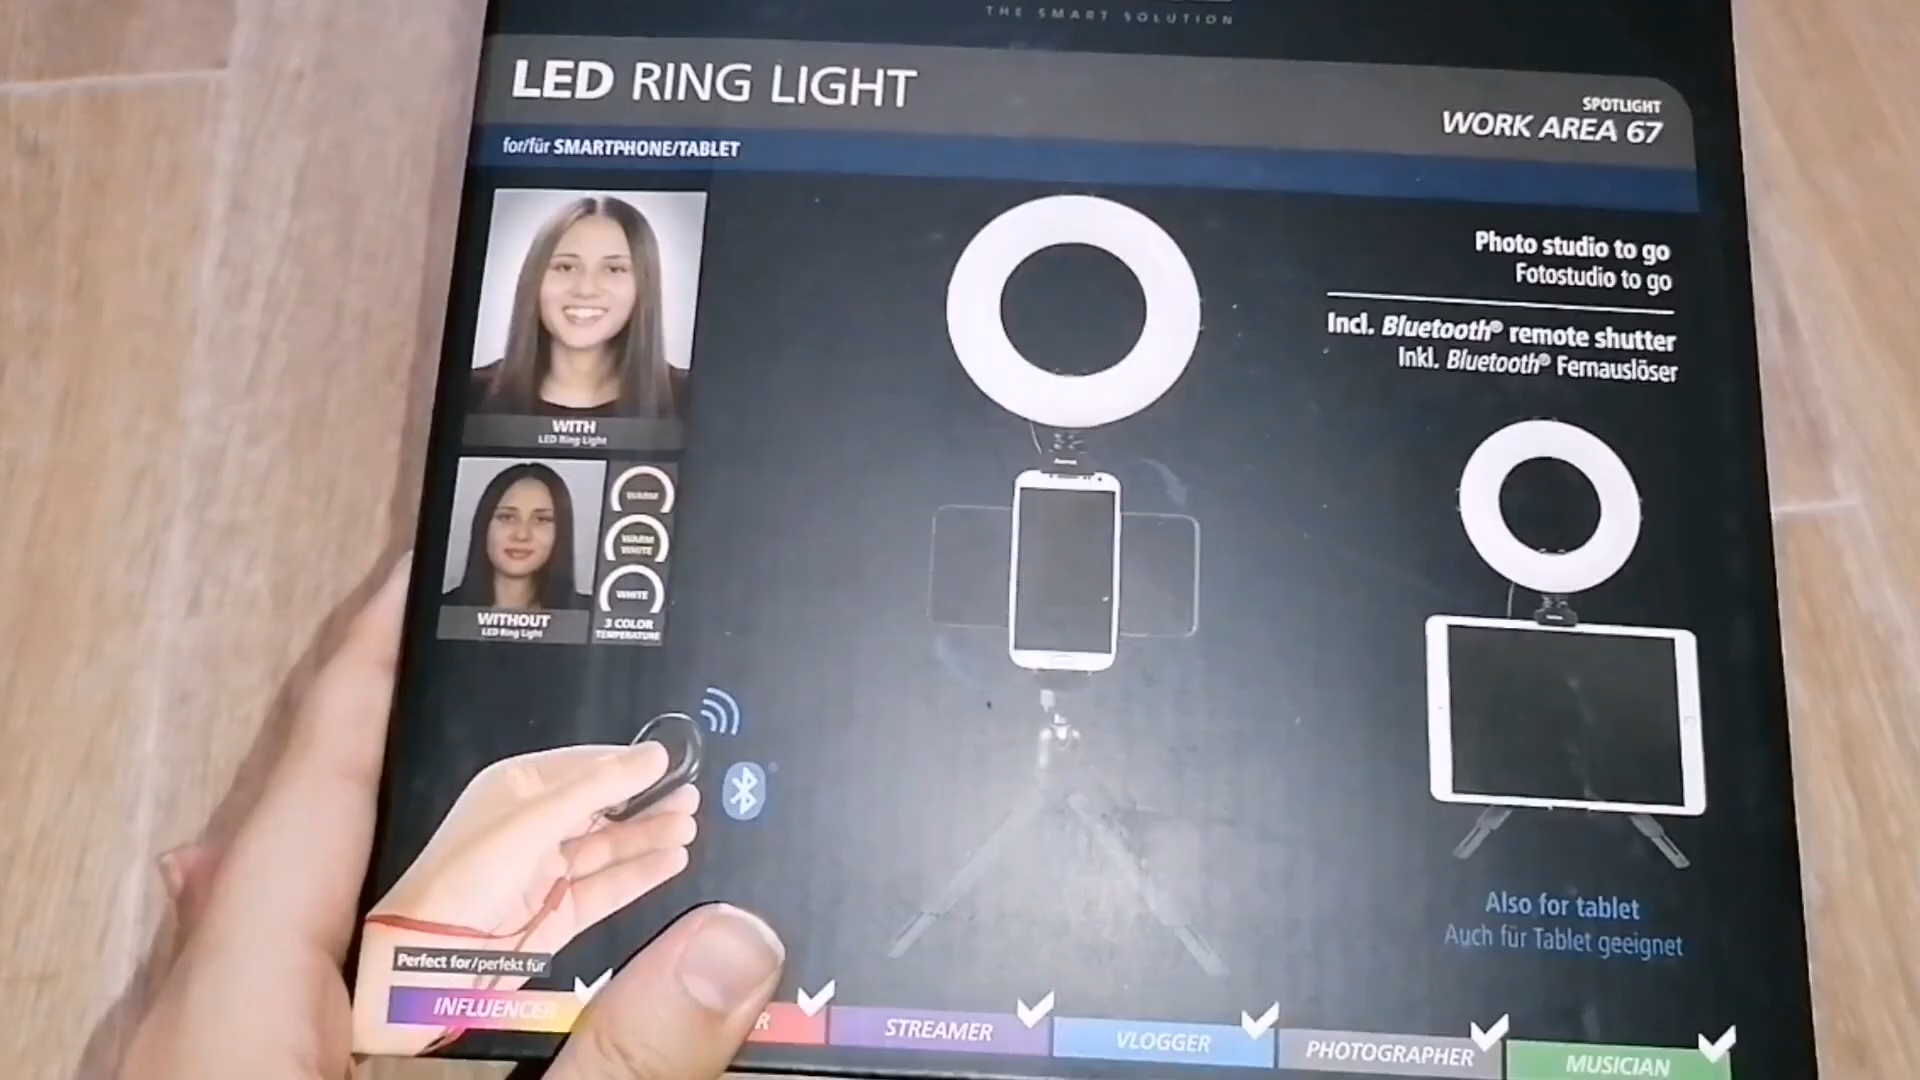 THE SMART SOLUTION
LED RING LIGHT
SPOTLIGHT
WORK AREA 67
for/für SMARTPHONE/TABLET
Photo studio to go
Fotostudio to go
Incl. Bluetooth® remote shutter
Inkl. Bluetooth® Fernauslöser
WITH
LED Ring Light
WARM
WARM
WHITE
WHITE
3 COLOR
TEMPERATURE
WITHOUT
LED Ring Light
Also for tablet
Auch für Tablet geeignet
Perfect for/perfekt für
INFLUENCER
R
STREAMER
VLOGGER
PHOTOGRAPHER
MUSICIAN